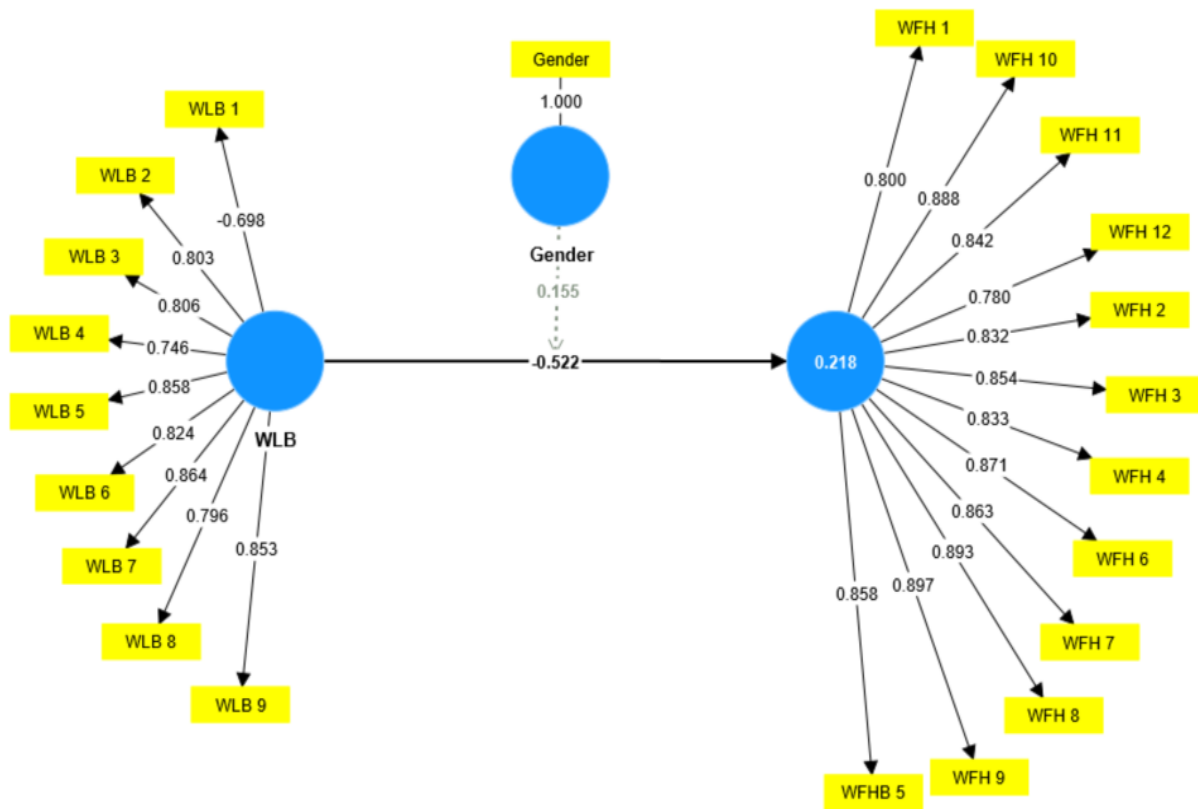 WLB 1
WLB 2
WLB 3
WLB 4
WLB 5
WLB 6
WLB 7
WLB 8
WLB 9
-0.698
0.803
0.806
0.746
0.858
0.824
0.864
0.796
0.853
WLB
Gender
1.000
Gender
0.155
-0.522
0.218
0.800
0.888
0.842
0.780
0.832
0.854
0.833
0.871
0.863
0.893
0.897
0.858
WFH 1
WFH 10
WFH 11
WFH 12
WFH 2
WFH 3
WFH 4
WFH 6
WFH 7
WFH 8
WFH 9
WFHB 5